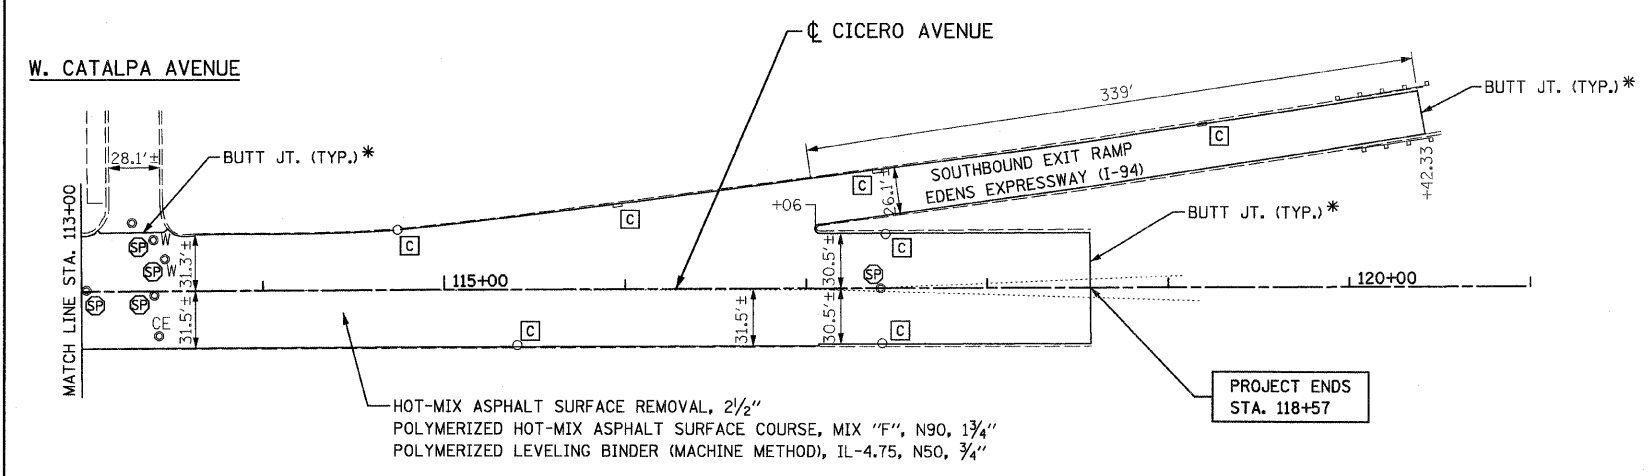 ℄ CICERO AVENUE
W. CATALPA AVENUE
339'
BUTT JT. (TYP.)*
C
28.1'±
BUTT JT. (TYP.)*
SOUTHBOUND EXIT RAMP
EDENS EXPRESSWAY (I-94)
C
26.1'±
+42.33
C
+06
BUTT JT. (TYP.)*
MATCH LINE STA. 113+00
SP
W
C
C
SP
W
31.3'±
30.5'±
SP
115+00
120+00
SP
SP
CE
31.5'±
31.5'±
30.5'±
C
C
PROJECT ENDS
STA. 118+57
HOT-MIX ASPHALT SURFACE REMOVAL, 2½"
POLYMERIZED HOT-MIX ASPHALT SURFACE COURSE, MIX "F", N90, 1¾"
POLYMERIZED LEVELING BINDER (MACHINE METHOD), IL-4.75, N50, ¾"